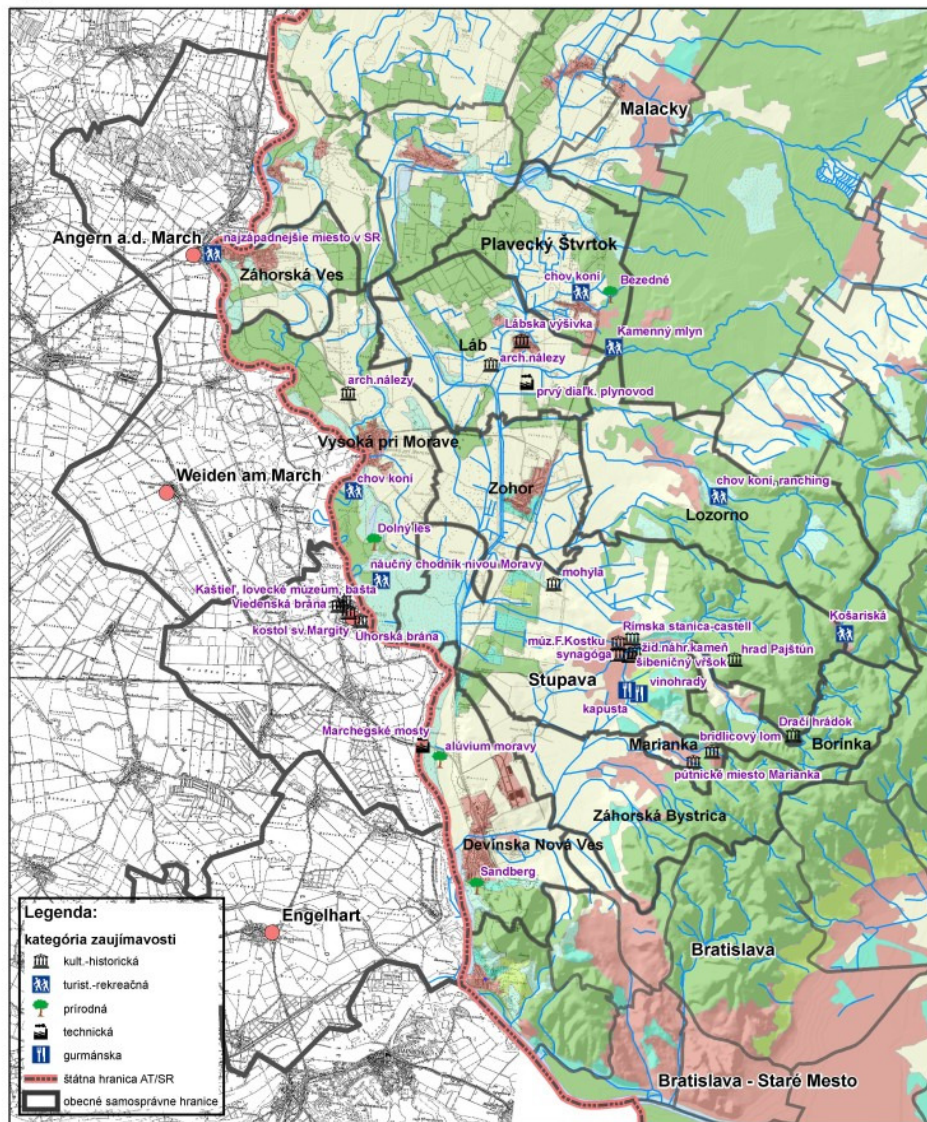 Malacky
Angern a.d. March
najzápadnejšie miesto v SR
Záhorská Ves
Plavecký Štvrtok
chov koní
Bezedné
Lábska výšivka
Kamenný mlyn
Láb
arch.nálezy
prvý diaľk. plynovod
arch.nálezy
Vysoká pri Morave
Weiden am March
chov koní
Zohor
chov koní, ranching
Lozorno
Dolný les
náučný chodník nivou Moravy
mohyla
Kaštieľ, lovecké múzeum, bašta
Viedenská brána
kostol sv.Margity
Uhorská brána
Košariská
Rímska stanica-castell
múz.F.Kostku
žid.náhr.kameň
synagóga
hrad Pajštún
šibeničný vŕšok
Stupava
vinohrady
kapusta
Dračí hrádok
Marchegské mosty
alúvium moravy
Marianka
bridlicový lom
Borinka
pútnické miesto Marianka
Záhorská Bystrica
Devínska Nová Ves
Sandberg
Engelhart
Bratislava
Bratislava - Staré Mesto
Legenda:
kategória zaujímavosti
kult.-historická
turist.-rekreačná
prírodná
technická
gurmánska
štátna hranica AT/SR
obecné samosprávne hranice